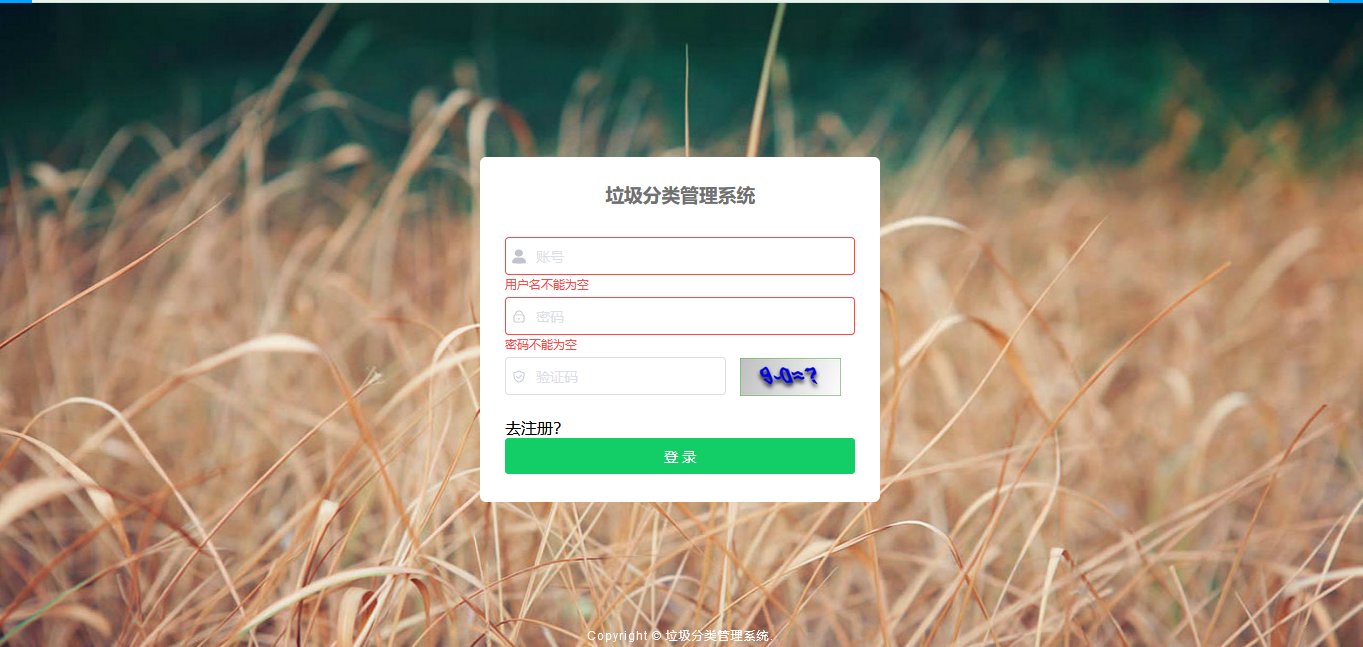 垃圾分类管理系统
账号
用户名不能为空
密码
密码不能为空
验证码
9-0=?
去注册?
登 录
Copyright © 垃圾分类管理系统.